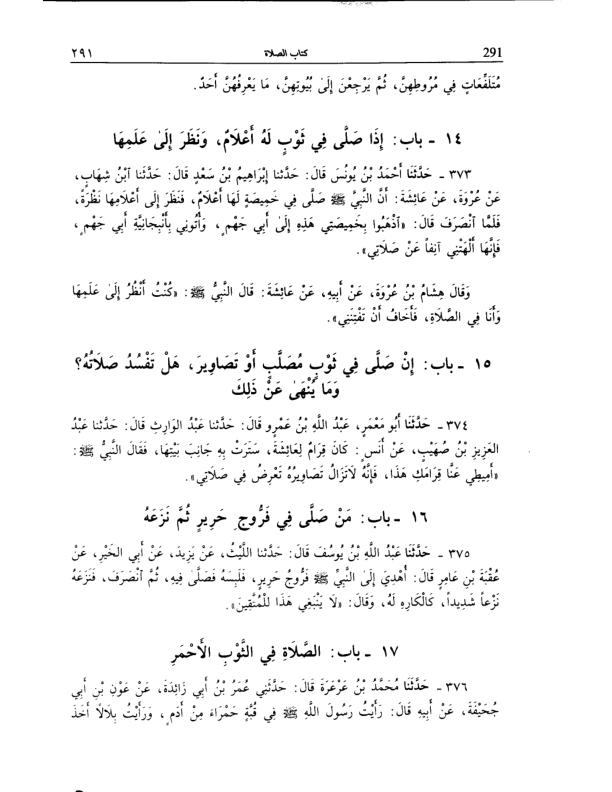 291 كتاب الصلاة ٢٩١
مُتَلَفِّعَاتٍ فِي مُرُوطِهِنَّ، ثُمَّ يَرْجِعْنَ إِلَىٰ بُيُوتِهِنَّ، مَا يَعْرِفُهُنَّ أَحَدٌ.
١٤ - باب: إِذَا صَلَّى فِي ثَوْبٍ لَهُ أَعْلَامٌ، وَنَظَرَ إِلَىٰ عَلَمِهَا
٣٧٣ - حَدَّثَنَا أَحْمَدُ بْنُ يُونُسَ قَالَ: حَدَّثنا إِبْرَاهِيمُ بْنُ سَعْدٍ قَالَ: حَدَّثَنَا ٱبْنُ شِهَابٍ،
عَنْ عُرْوَةَ، عَنْ عَائِشَةَ: أَنَّ النَّبِيَّ ﷺ صَلَّى فِي خَمِيصَةٍ لَهَا أَعْلَامٌ، فَنَظَرَ إِلَى أَعْلَامِهَا نَظْرَةً،
فَلَمَّا ٱنْصَرَفَ قَالَ: «ٱذْهَبُوا بِخَمِيصَتِي هَذِهِ إِلَىٰ أَبِي جَهْمٍ، وَأْتُونِي بِأَنْبِجَانِيَّةِ أَبِي جَهْمٍ،
فَإِنَّهَا أَلْهَتْنِي آنِفاً عَنْ صَلَاتِي».
وَقَالَ هِشَامُ بْنُ عُرْوَةَ، عَنْ أَبِيهِ، عَنْ عَائِشَةَ: قَالَ النَّبِيُّ ﷺ: «كُنْتُ أَنْظُرُ إِلَىٰ عَلَمِهَا
وَأَنَا فِي الصَّلَاةِ، فَأَخَافُ أَنْ تَفْتِنَنِي».
١٥ - باب: إِنْ صَلَّى فِي ثَوْبٍ مُصَلَّبٍ أَوْ تَصَاوِيرَ، هَلْ تَفْسُدُ صَلَاتُهُ؟
وَمَا يُنْهَىٰ عَنْ ذَلِكَ
٣٧٤ - حَدَّثَنَا أَبُو مَعْمَرٍ، عَبْدُ اللَّهِ بْنُ عَمْرٍو قَالَ: حَدَّثنا عَبْدُ الوَارِثِ قَالَ: حَدَّثنا عَبْدُ
العَزِيزِ بْنُ صُهَيْبٍ، عَنْ أَنَسٍ: كَانَ قِرَامٌ لِعَائِشَةَ، سَتَرَتْ بِهِ جَانِبَ بَيْتِهَا، فَقَالَ النَّبِيُّ ﷺ:
«أَمِيطِي عَنَّا قِرَامَكِ هَذَا، فَإِنَّهُ لَاتَزَالُ تَصَاوِيرُهُ تَعْرِضُ فِي صَلَاتِي».
١٦ - باب: مَنْ صَلَّى فِي فَرُّوجِ حَرِيرٍ ثُمَّ نَزَعَهُ
٣٧٥ - حَدَّثَنَا عَبْدُ اللَّهِ بْنُ يُوسُفَ قَالَ: حَدَّثنا اللَّيْثُ، عَنْ يَزِيدَ، عَنْ أَبِي الخَيْرِ، عَنْ
عُقْبَةَ بْنِ عَامِرٍ قَالَ: أُهْدِيَ إِلَى النَّبِيِّ ﷺ فَرُّوجُ حَرِيرٍ، فَلَبِسَهُ فَصَلَّى فِيهِ، ثُمَّ ٱنْصَرَفَ، فَنَزَعَهُ
نَزْعاً شَدِيداً، كَالْكَارِهِ لَهُ، وَقَالَ: «لَا يَنْبَغِي هَذَا لِلْمُتَّقِينَ».
١٧ - باب: الصَّلَاةِ فِي الثَّوْبِ الأَحْمَرِ
٣٧٦ - حَدَّثَنَا مُحَمَّدُ بْنُ عَرْعَرَةَ قَالَ: حَدَّثَنِي عُمَرُ بْنُ أَبِي زَائِدَةَ، عَنْ عَوْنِ بْنِ أَبِي
جُحَيْفَةَ، عَنْ أَبِيهِ قَالَ: رَأَيْتُ رَسُولَ اللَّهِ ﷺ فِي قُبَّةٍ حَمْرَاءَ مِنْ أَدَمٍ، وَرَأَيْتُ بِلَالاً أَخَذَ